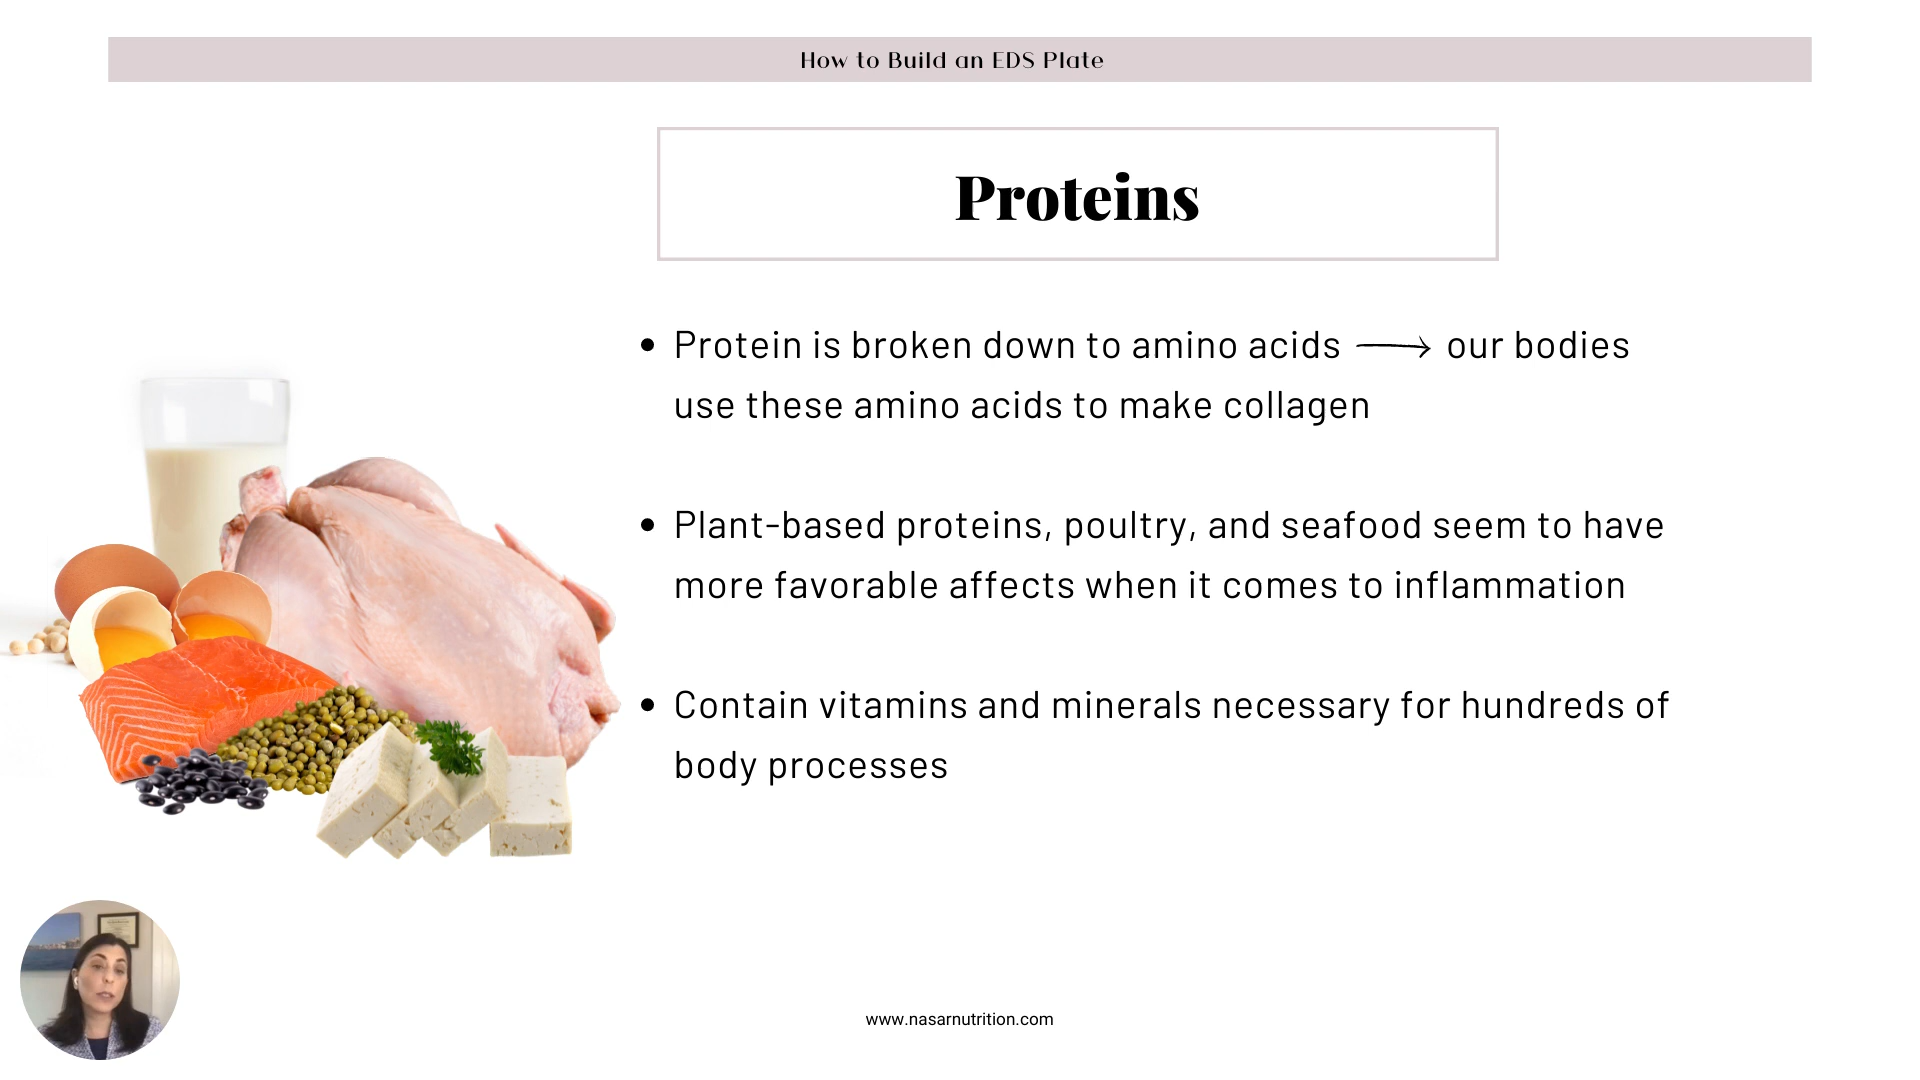 How to Build an EDS Plate
Proteins
• Protein is broken down to amino acids ⟶ our bodies
use these amino acids to make collagen
• Plant-based proteins, poultry, and seafood seem to have
more favorable affects when it comes to inflammation
• Contain vitamins and minerals necessary for hundreds of
body processes
www.nasarnutrition.com